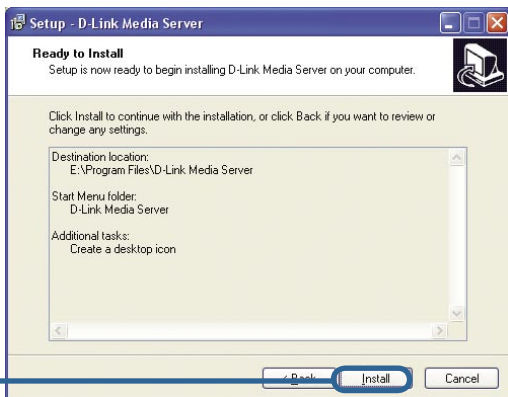 Setup - D-Link Media Server
Ready to Install
Setup is now ready to begin installing D-Link Media Server on your computer.
Click Install to continue with the installation, or click Back if you want to review or
change any settings.
Destination location:
E:\Program Files\D-Link Media Server
Start Menu folder:
D-Link Media Server
Additional tasks:
Create a desktop icon
< Back
Install
Cancel